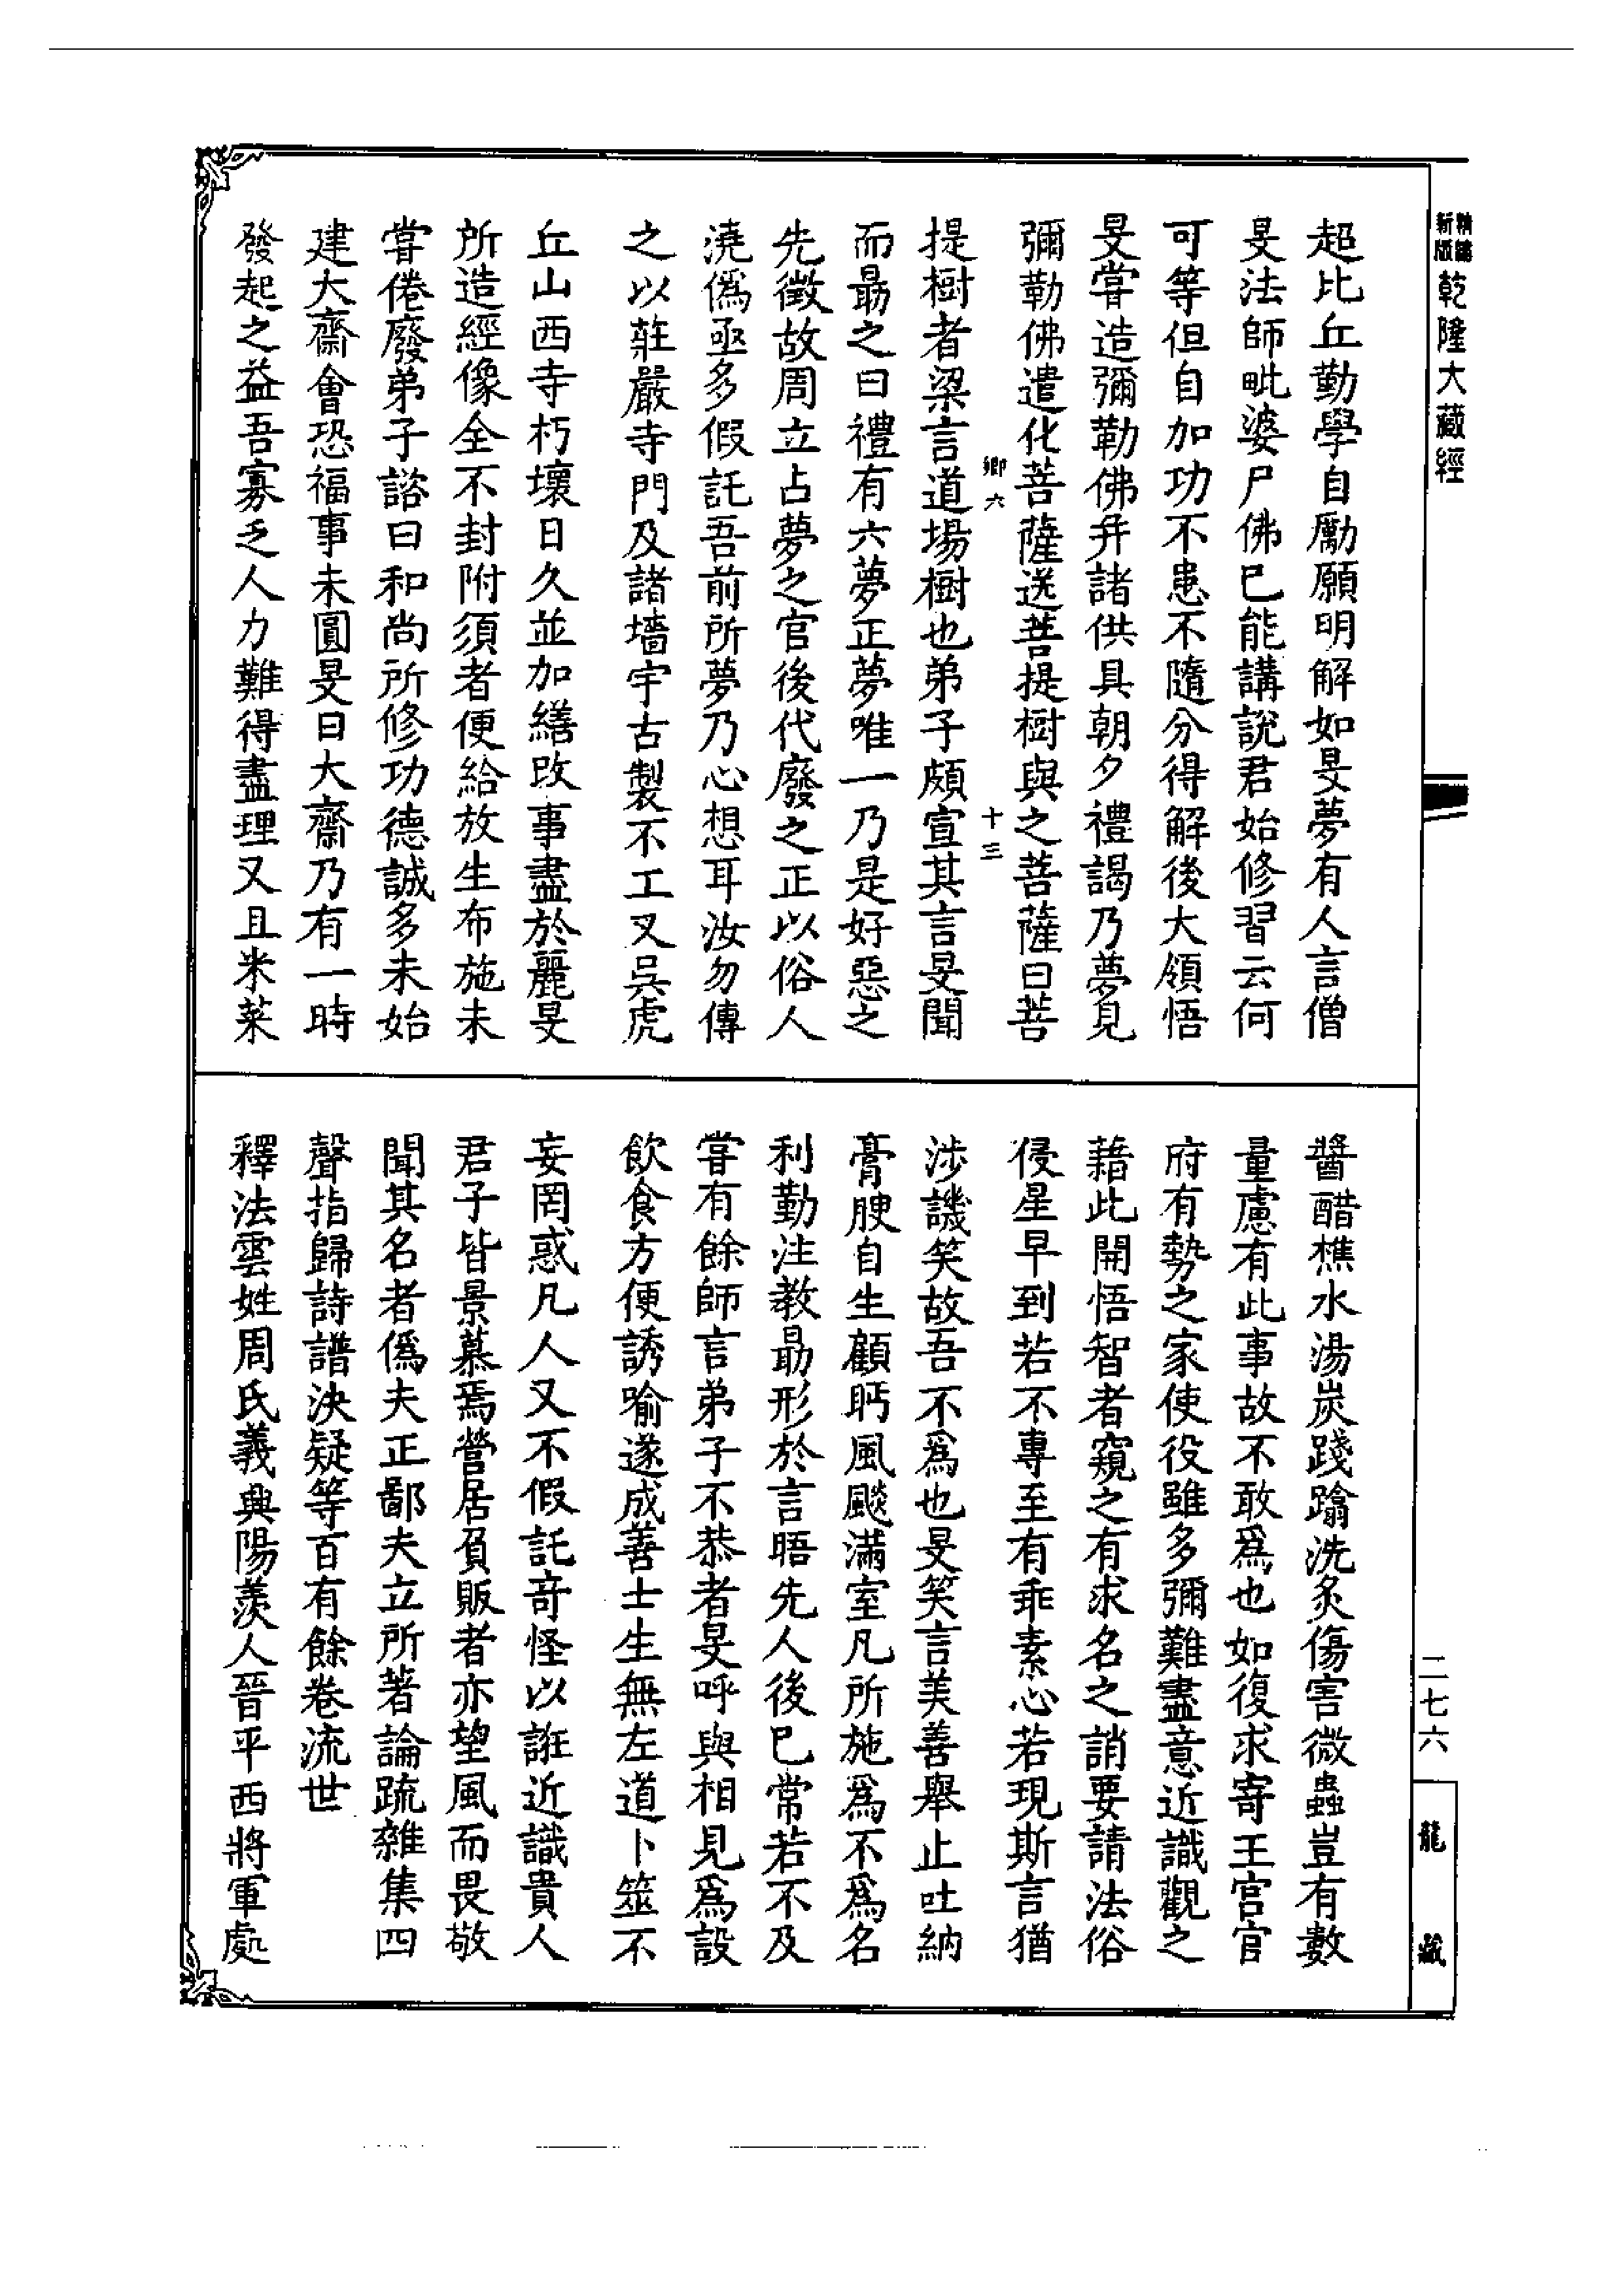 精鑄
新版
乾隆大藏經
超比丘勤學自勵願明解如旻夢有人言僧
旻法師毗婆尸佛巳能講說君始修習云何
可等但自加功不患不隨分得解後大領悟
旻嘗造彌勒佛并諸供具朝夕禮謁乃夢見
彌勒佛遣化菩薩送菩提樹與之菩薩曰菩
卿六 十三
提樹者梁言道場樹也弟子頗宣其言旻聞
而勗之曰禮有六夢正夢唯一乃是好惡之
先徵故周立占夢之官後代廢之正以俗人
澆僞亟多假託吾前所夢乃心想耳汝勿傳
之以莊嚴寺門及諸墻宇古製不工又吳虎
丘山西寺朽壞日久並加繕改事盡於麗旻
所造經像全不封附須者便給放生布施未
嘗倦廢弟子諮曰和尚所修功德誠多未始
建大齋會恐福事未圓旻曰大齋乃有一時
發起之益吾寡乏人力難得盡理又且米菜
醬醋樵水湯炭踐蹹洗炙傷害微蟲豈有數
量慮有此事故不敢爲也如復求寄王宮官
府有勢之家使役雖多彌難盡意近識觀之
藉此開悟智者窺之有求名之誚要請法俗
侵星早到若不專至有乖素心若現斯言猶
涉譏笑故吾不爲也旻笑言美善舉止吐納
膏腴自生顧眄風飈滿室凡所施爲不爲名
利勤注教勗形於言晤先人後巳常若不及
嘗有餘師言弟子不恭者旻呼與相見爲設
飲食方便誘喻遂成善士生無左道卜筮不
妄罔惑凡人又不假託奇怪以誑近識貴人
君子皆景慕焉營居負販者亦望風而畏敬
聞其名者僞夫正鄙夫立所著論䟽雜集四
聲指歸詩譜決疑等百有餘卷流世
釋法雲姓周氏義興陽羨人晉平西將軍處
二七六
龍藏